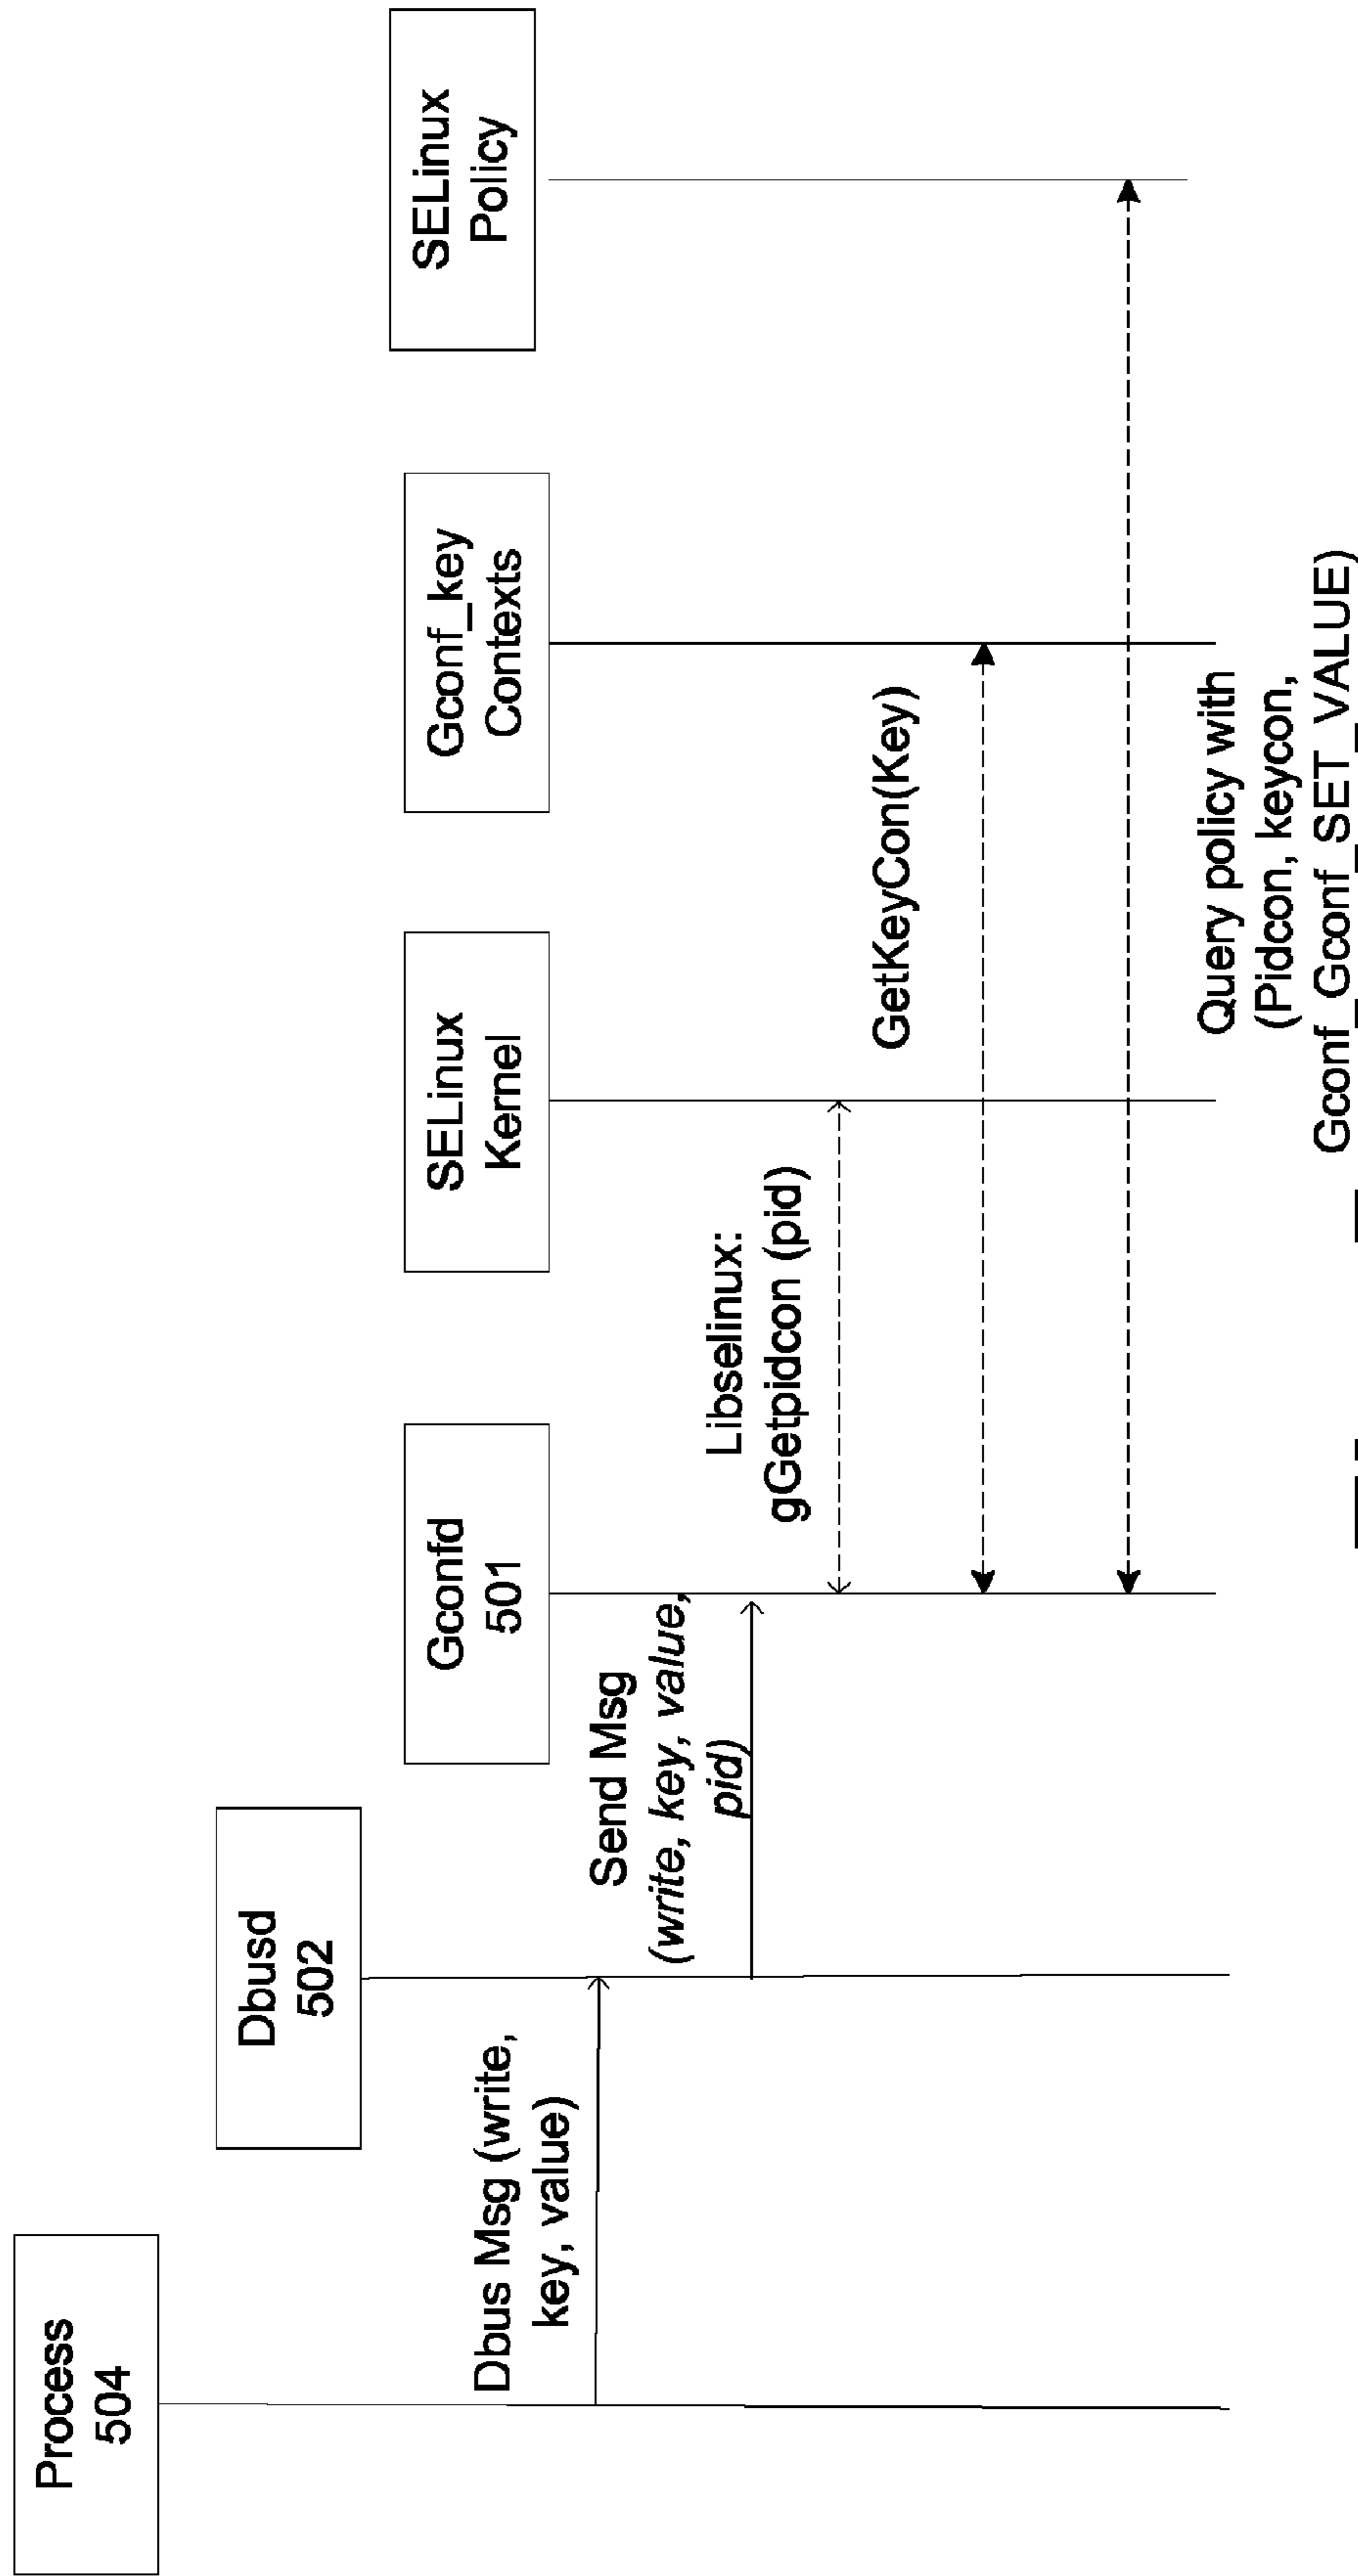 Process
504
Dbusd
502
Gconfd
501
SELinux
Kernel
Gconf_key
Contexts
SELinux
Policy
Dbus Msg (write,
key, value)
Send Msg
(write, key, value,
pid)
Libselinux:
gGetpidcon (pid)
GetKeyCon(Key)
Query policy with
(Pidcon, keycon,
Gconf_Gconf_SET_VALUE)